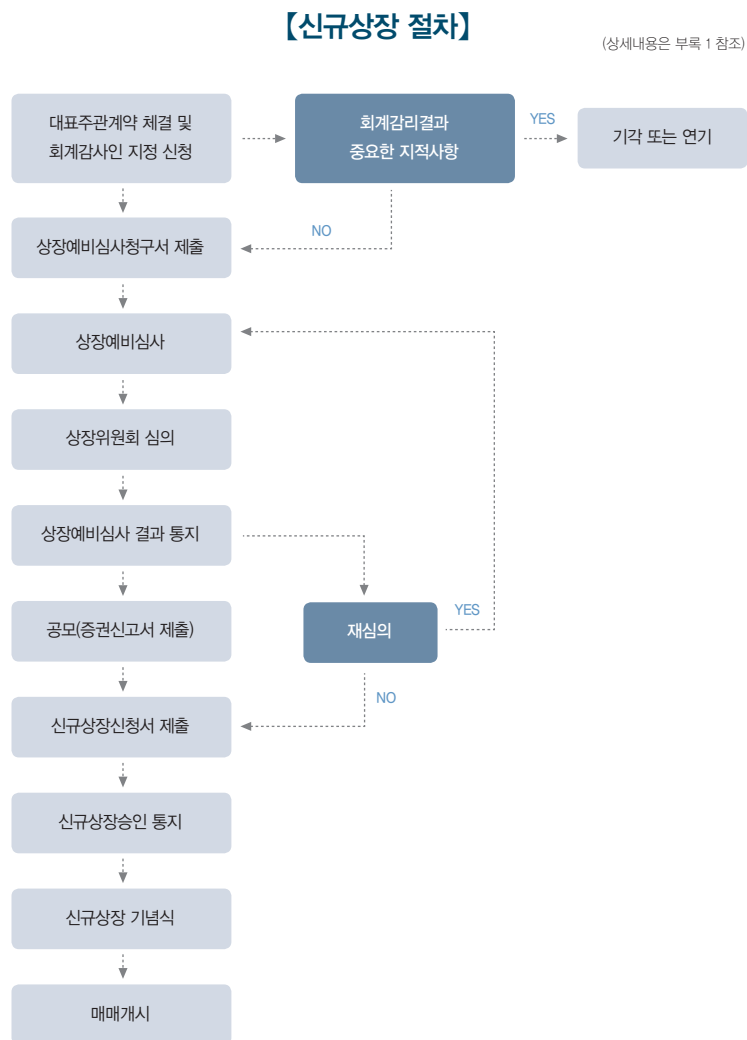 【신규상장 절차】
(상세내용은 부록 1 참조)
대표주관계약 체결 및
회계감사인 지정 신청
회계감리결과
중요한 지적사항
YES
기각 또는 연기
NO
상장예비심사청구서 제출
상장예비심사
상장위원회 심의
상장예비심사 결과 통지
공모(증권신고서 제출)
재심의
YES
NO
신규상장신청서 제출
신규상장승인 통지
신규상장 기념식
매매개시